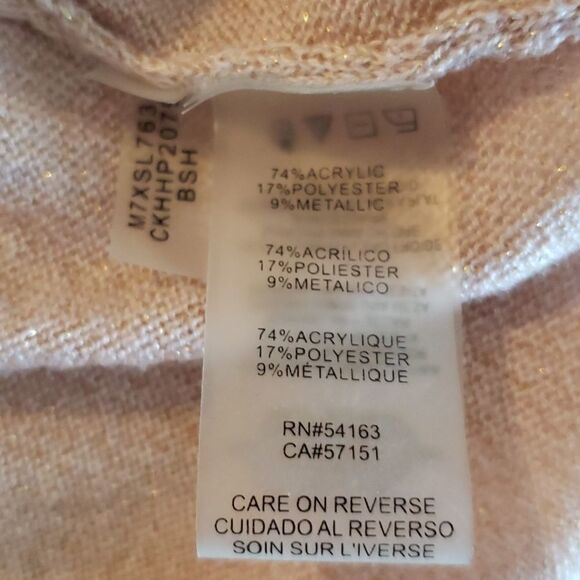 M7XSL763
CKHHP207
BSH
74%ACRYLIC
17%POLYESTER
9%METALLIC
74%ACRÍLICO
17%POLIESTER
9%METALICO
74%ACRYLIQUE
17%POLYESTER
9%MÉTALLIQUE
RN#54163
CA#57151
CARE ON REVERSE
CUIDADO AL REVERSO
SOIN SUR L'IVERSE